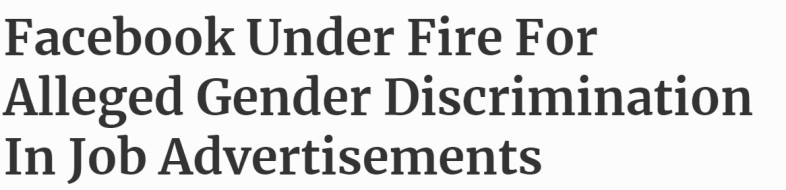 Facebook Under Fire For
Alleged Gender Discrimination
In Job Advertisements